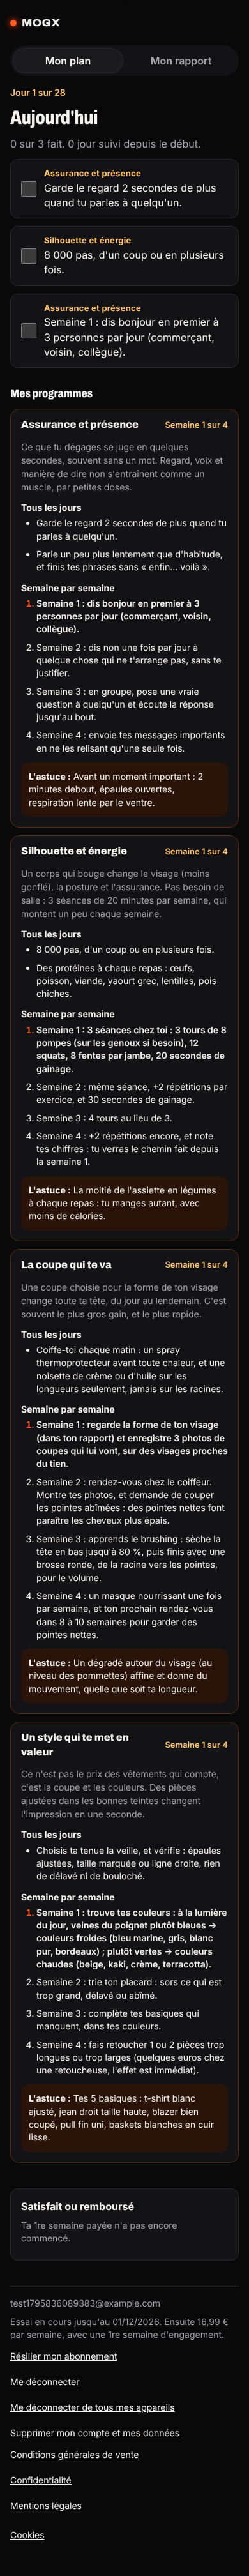 MOGX
Mon plan
Mon rapport
Jour 1 sur 28
Aujourd'hui
0 sur 3 fait. 0 jour suivi depuis le début.
Assurance et présence
Garde le regard 2 secondes de plus
quand tu parles à quelqu'un.
Silhouette et énergie
8 000 pas, d'un coup ou en plusieurs
fois.
Assurance et présence
Semaine 1 : dis bonjour en premier à
3 personnes par jour (commerçant,
voisin, collègue).
Mes programmes
Assurance et présence
Semaine 1 sur 4
Ce que tu dégages se juge en quelques
secondes, souvent sans un mot. Regard, voix et
manière de dire non s'entraînent comme un
muscle, par petites doses.
Tous les jours
• Garde le regard 2 secondes de plus quand tu
parles à quelqu'un.
• Parle un peu plus lentement que d'habitude,
et finis tes phrases sans « enfin... voilà ».
Semaine par semaine
1. Semaine 1 : dis bonjour en premier à 3
personnes par jour (commerçant, voisin,
collègue).
2. Semaine 2 : dis non une fois par jour à
quelque chose qui ne t'arrange pas, sans te
justifier.
3. Semaine 3 : en groupe, pose une vraie
question à quelqu'un et écoute la réponse
jusqu'au bout.
4. Semaine 4 : envoie tes messages importants
en ne les relisant qu'une seule fois.
L'astuce : Avant un moment important : 2
minutes debout, épaules ouvertes,
respiration lente par le ventre.
Silhouette et énergie
Semaine 1 sur 4
Un corps qui bouge change le visage (moins
gonflé), la posture et l'assurance. Pas besoin de
salle : 3 séances de 20 minutes par semaine, qui
montent un peu chaque semaine.
Tous les jours
• 8 000 pas, d'un coup ou en plusieurs fois.
• Des protéines à chaque repas : œufs,
poisson, viande, yaourt grec, lentilles, pois
chiches.
Semaine par semaine
1. Semaine 1 : 3 séances chez toi : 3 tours de 8
pompes (sur les genoux si besoin), 12
squats, 8 fentes par jambe, 20 secondes de
gainage.
2. Semaine 2 : même séance, +2 répétitions par
exercice, et 30 secondes de gainage.
3. Semaine 3 : 4 tours au lieu de 3.
4. Semaine 4 : +2 répétitions encore, et note
tes chiffres : tu verras le chemin fait depuis
la semaine 1.
L'astuce : La moitié de l'assiette en légumes
à chaque repas : tu manges autant, avec
moins de calories.
La coupe qui te va
Semaine 1 sur 4
Une coupe choisie pour la forme de ton visage
change toute ta tête, du jour au lendemain. C'est
souvent le plus gros gain, et le plus rapide.
Tous les jours
• Coiffe-toi chaque matin : un spray
thermoprotecteur avant toute chaleur, et une
noisette de crème ou d'huile sur les
longueurs seulement, jamais sur les racines.
Semaine par semaine
1. Semaine 1 : regarde la forme de ton visage
(dans ton rapport) et enregistre 3 photos de
coupes qui lui vont, sur des visages proches
du tien.
2. Semaine 2 : rendez-vous chez le coiffeur.
Montre tes photos, et demande de couper
les pointes abîmées : des pointes nettes font
paraître les cheveux plus épais.
3. Semaine 3 : apprends le brushing : sèche la
tête en bas jusqu'à 80 %, puis finis avec une
brosse ronde, de la racine vers les pointes,
pour le volume.
4. Semaine 4 : un masque nourrissant une fois
par semaine, et ton prochain rendez-vous
dans 8 à 10 semaines pour garder des
pointes nettes.
L'astuce : Un dégradé autour du visage (au
niveau des pommettes) affine et donne du
mouvement, quelle que soit ta longueur.
Un style qui te met en
valeur
Semaine 1 sur 4
Ce n'est pas le prix des vêtements qui compte,
c'est la coupe et les couleurs. Des pièces
ajustées dans les bonnes teintes changent
l'impression en une seconde.
Tous les jours
• Choisis ta tenue la veille, et vérifie : épaules
ajustées, taille marquée ou ligne droite, rien
de délavé ni de bouloché.
Semaine par semaine
1. Semaine 1 : trouve tes couleurs : à la lumière
du jour, veines du poignet plutôt bleues →
couleurs froides (bleu marine, gris, blanc
pur, bordeaux) ; plutôt vertes → couleurs
chaudes (beige, kaki, crème, terracotta).
2. Semaine 2 : trie ton placard : sors ce qui est
trop grand, délavé ou abîmé.
3. Semaine 3 : complète tes basiques qui
manquent, dans tes couleurs.
4. Semaine 4 : fais retoucher 1 ou 2 pièces trop
longues ou trop larges (quelques euros chez
une retoucheuse, l'effet est immédiat).
L'astuce : Tes 5 basiques : t-shirt blanc
ajusté, jean droit taille haute, blazer bien
coupé, pull fin uni, baskets blanches en cuir
lisse.
Satisfait ou remboursé
Ta 1re semaine payée n'a pas encore
commencé.
test1795836089383@example.com
Essai en cours jusqu'au 01/12/2026. Ensuite 16,99 €
par semaine, avec une 1re semaine d'engagement.
Résilier mon abonnement
Me déconnecter
Me déconnecter de tous mes appareils
Supprimer mon compte et mes données
Conditions générales de vente
Confidentialité
Mentions légales
Cookies